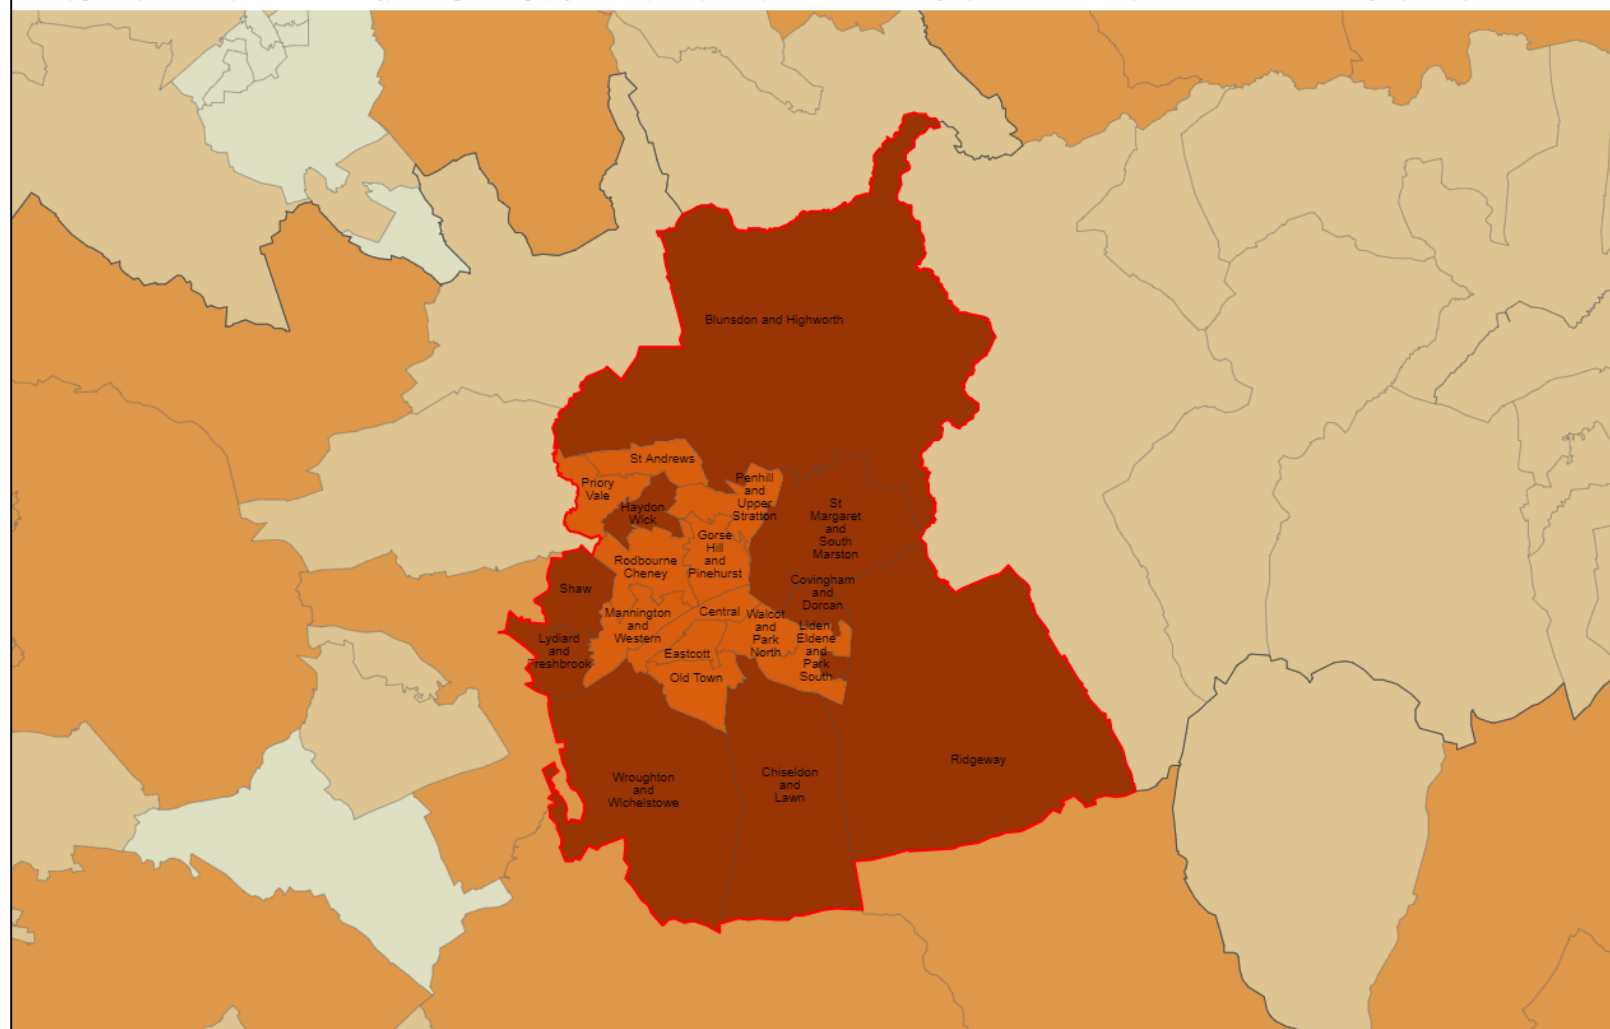 Blunsdon and Highworth
St Andrews
Priory
Vale
Penhill
and
Upper
Stratton
Haydon
Wick
St
Margaret
and
South
Marston
Gorse
Hill
and
Pinehurst
Rodbourne
Cheney
Shaw
Covingham
and
Dorcan
Mannington
and
Western
Central
Walcot
and
Park
North
Liden,
Eldene
and
Park
South
Lydiard
and
Freshbrook
Eastcott
Old Town
Ridgeway
Wroughton
and
Wichelstowe
Chiseldon
and
Lawn